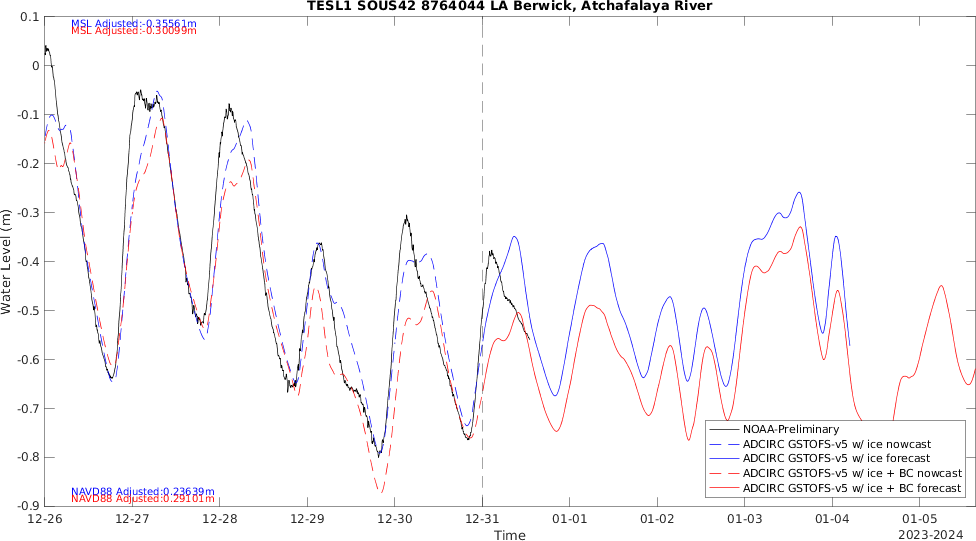 TESL1 SOUS42 8764044 LA Berwick, Atchafalaya River
MSL Adjusted:-0.35561m
MSL Adjusted:-0.30099m
0.1
0
-0.1
-0.2
-0.3
-0.4
-0.5
-0.6
-0.7
-0.8
-0.9
Water Level (m)
NOAA-Preliminary
ADCIRC GSTOFS-v5 w/ ice nowcast
ADCIRC GSTOFS-v5 w/ ice forecast
ADCIRC GSTOFS-v5 w/ ice + BC nowcast
ADCIRC GSTOFS-v5 w/ ice + BC forecast
NAVD88 Adjusted:0.23639m
NAVD88 Adjusted:0.29101m
12-26 12-27 12-28 12-29 12-30 12-31 01-01 01-02 01-03 01-04 01-05
Time
2023-2024